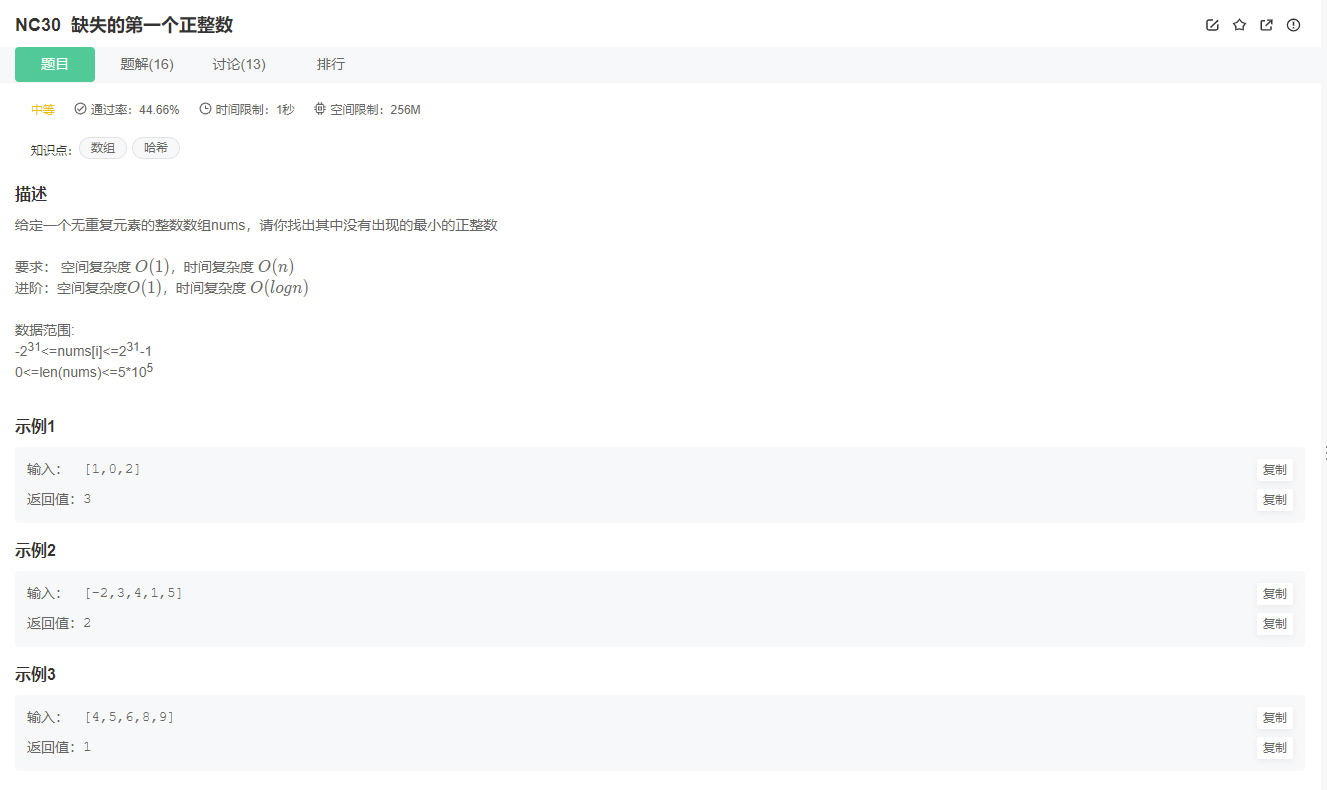 NC30 缺失的第一个正整数
题目 题解(16) 讨论(13) 排行
中等 通过率：44.66% 时间限制：1秒 空间限制：256M
知识点： 数组 哈希
描述
给定一个无重复元素的整数数组nums，请你找出其中没有出现的最小的正整数
要求： 空间复杂度 O(1)，时间复杂度 O(n)
进阶：空间复杂度O(1)，时间复杂度 O(logn)
数据范围:
-2^31<=nums[i]<=2^31-1
0<=len(nums)<=5*10^5
示例1
输入： [1,0,2] 复制
返回值：3 复制
示例2
输入： [-2,3,4,1,5] 复制
返回值：2 复制
示例3
输入： [4,5,6,8,9] 复制
返回值：1 复制